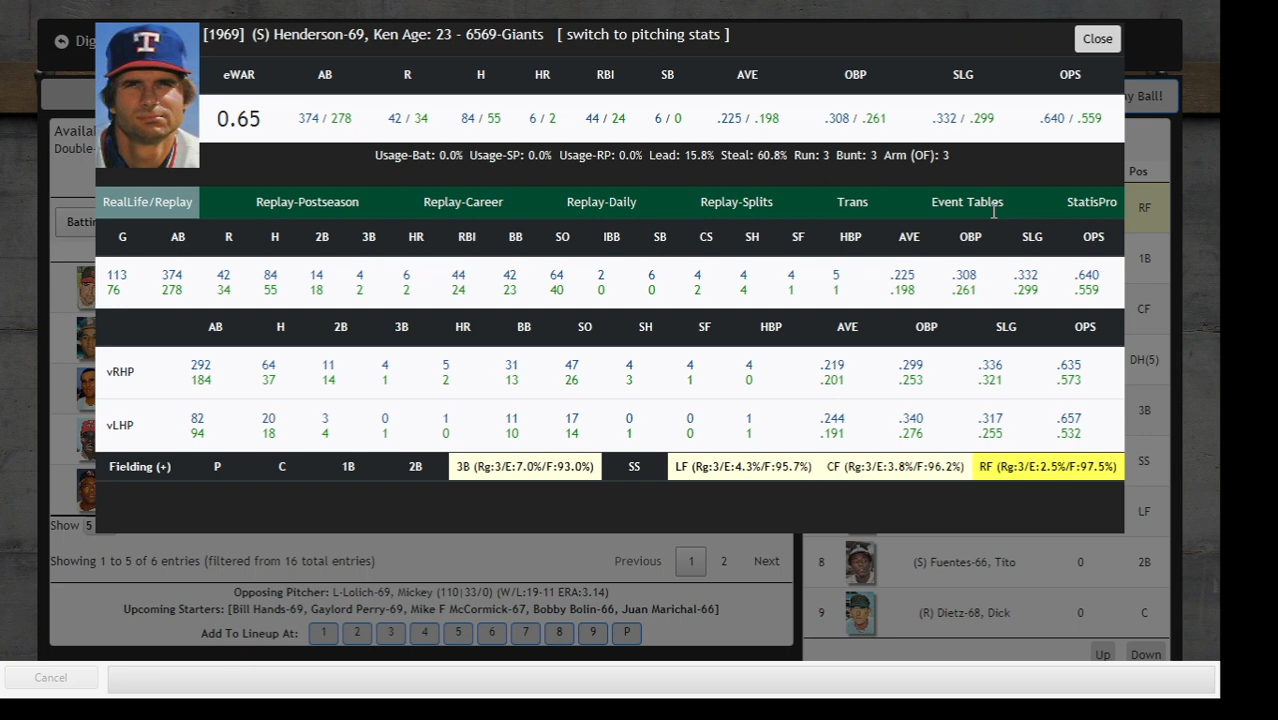 Dig
[1969] (S) Henderson-69, Ken Age: 23 - 6569-Giants [ switch to pitching stats ]
Close
eWAR AB R H HR RBI SB AVE OBP SLG OPS
0.65 374 / 278 42 / 34 84 / 55 6 / 2 44 / 24 6 / 0 .225 / .198 .308 / .261 .332 / .299 .640 / .559
ay Ball!
Usage-Bat: 0.0% Usage-SP: 0.0% Usage-RP: 0.0% Lead: 15.8% Steal: 60.8% Run: 3 Bunt: 3 Arm (OF): 3
Availa
Double-
Pos
RealLife/Replay Replay-Postseason Replay-Career Replay-Daily Replay-Splits Trans Event Tables StatisPro
RF
Battin
G AB R H 2B 3B HR RBI BB SO IBB SB CS SH SF HBP AVE OBP SLG OPS
1B
113 374 42 84 14 4 6 44 42 64 2 6 4 4 4 5 .225 .308 .332 .640
76 278 34 55 18 2 2 24 23 40 0 0 2 4 1 1 .198 .261 .299 .559
CF
AB H 2B 3B HR BB SO SH SF HBP AVE OBP SLG OPS
DH(5)
vRHP
292 64 11 4 5 31 47 4 4 4 .219 .299 .336 .635
184 37 14 1 2 13 26 3 1 0 .201 .253 .321 .573
3B
vLHP
82 20 3 0 1 11 17 0 0 1 .244 .340 .317 .657
94 18 4 1 0 10 14 1 0 1 .191 .276 .255 .532
SS
Fielding (+) P C 1B 2B 3B (Rg:3/E:7.0%/F:93.0%) SS LF (Rg:3/E:4.3%/F:95.7%) CF (Rg:3/E:3.8%/F:96.2%) RF (Rg:3/E:2.5%/F:97.5%)
LF
Show 5
Showing 1 to 5 of 6 entries (filtered from 16 total entries) Previous 1 2 Next
8 (S) Fuentes-66, Tito 0 2B
Opposing Pitcher: L-Lolich-69, Mickey (110|33/0) (W/L:19-11 ERA:3.14)
Upcoming Starters: [Bill Hands-69, Gaylord Perry-69, Mike F McCormick-67, Bobby Bolin-66, Juan Marichal-66]
9 (R) Dietz-68, Dick 0 C
Add To Lineup At: 1 2 3 4 5 6 7 8 9 P
Up Down
Cancel